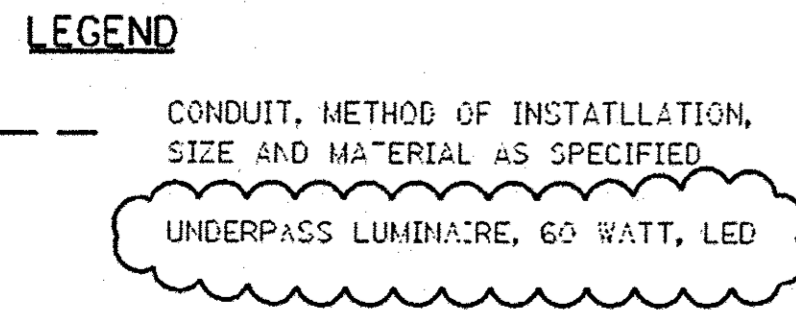 LEGEND
CONDUIT, METHOD OF INSTATLLATION,
SIZE AND MATERIAL AS SPECIFIED
UNDERPASS LUMINAIRE, 60 WATT, LED